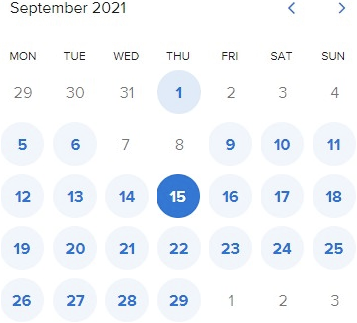 September 2021
MON TUE WED THU FRI SAT SUN
29 30 31 1 2 3 4
5 6 7 8 9 10 11
12 13 14 15 16 17 18
19 20 21 22 23 24 25
26 27 28 29 1 2 3